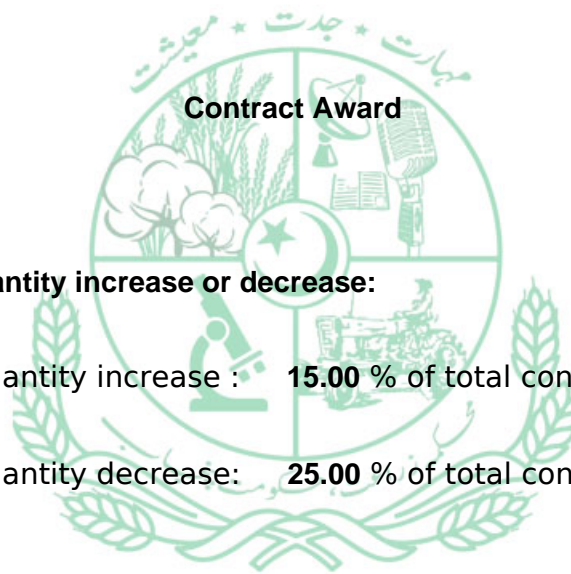 مہارت * جدت * معیشت
Contract Award
antity increase or decrease:
antity increase : 15.00 % of total con
antity decrease: 25.00 % of total con